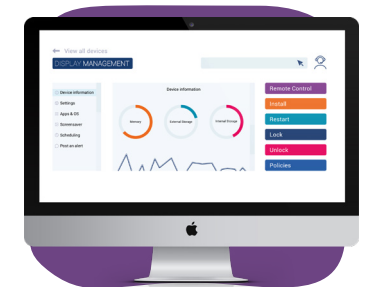 ← View all devices
DISPLAY MANAGEMENT
Device information
Settings
Apps & OS
Screensaver
Scheduling
Post an alert
Device information
Memory
External Storage
Internal Storage
Remote Control
Install
Restart
Lock
Unlock
Policies